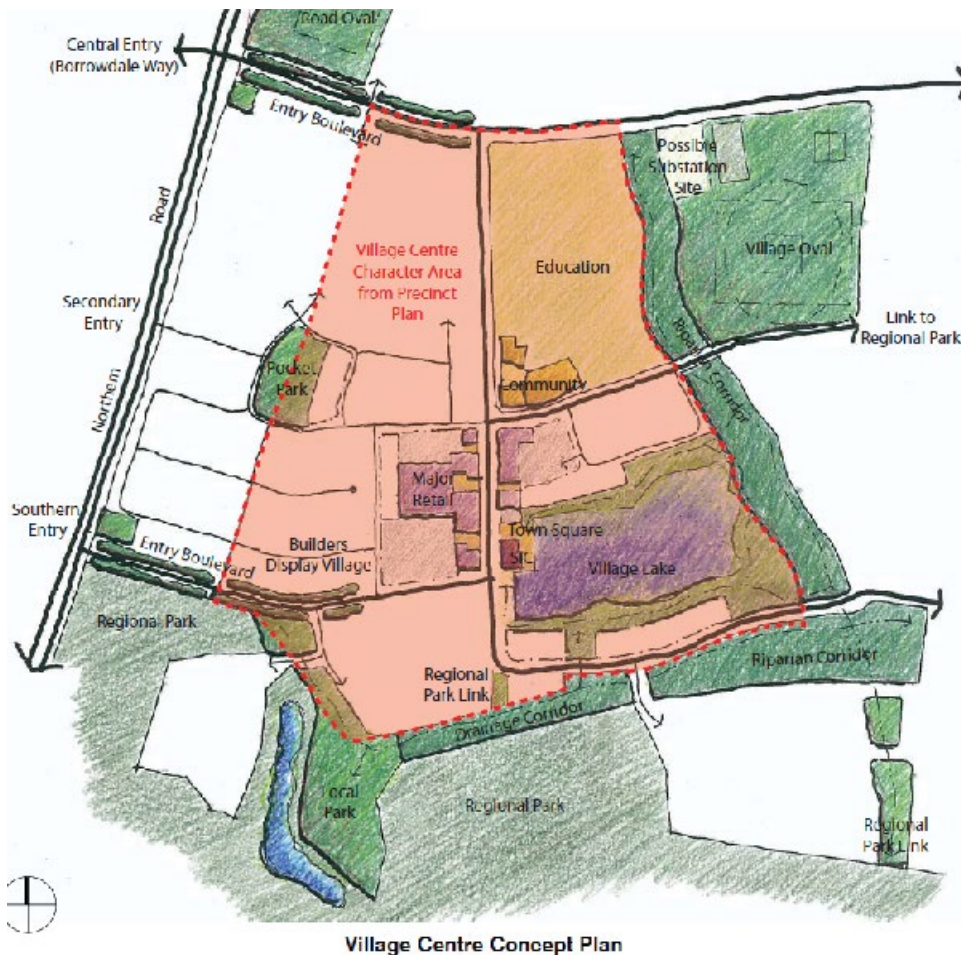 Road Oval
Central Entry
(Borrowdale Way)
Entry Boulevard
Possible
Substation
Site
Road
Village Centre
Character Area
from Precinct
Plan
Education
Village Oval
Secondary
Entry
Link to
Regional Park
Riparian Corridor
Pocket
Park
Community
Northern
Major
Retail
Southern
Entry
Town Square
Site
Entry Boulevard
Builders
Display Village
Village Lake
Regional Park
Regional
Park Link
Riparian Corridor
Drainage Corridor
Local
Park
Regional Park
Regional
Park Link
Village Centre Concept Plan